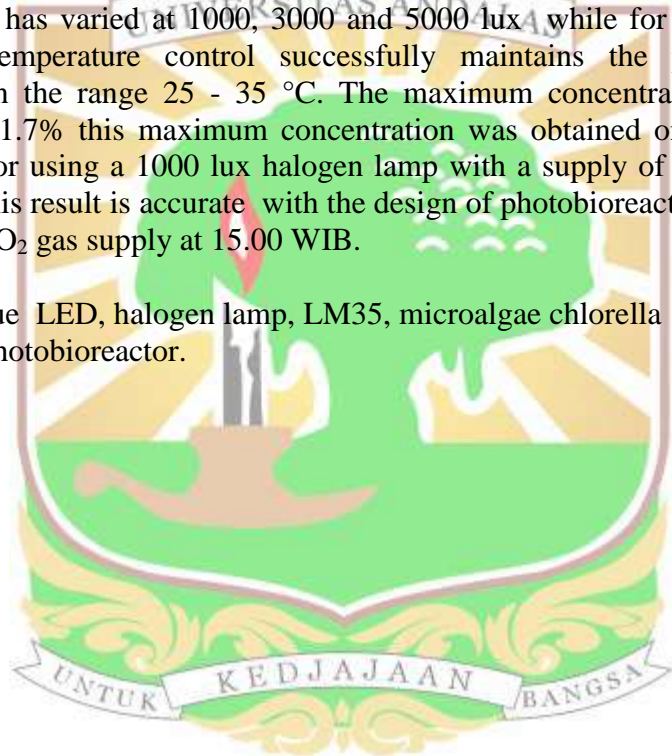 UNIVERSITAS ANDALAS
has varied at 1000, 3000 and 5000 lux while for
emperature control successfully maintains the
n the range 25 - 35 °C. The maximum concentra
1.7% this maximum concentration was obtained o
or using a 1000 lux halogen lamp with a supply of
his result is accurate with the design of photobioreact
O₂ gas supply at 15.00 WIB.
ue LED, halogen lamp, LM35, microalgae chlorella
hotobioreactor.
UNTUK KEDJAJAAN BANGSA